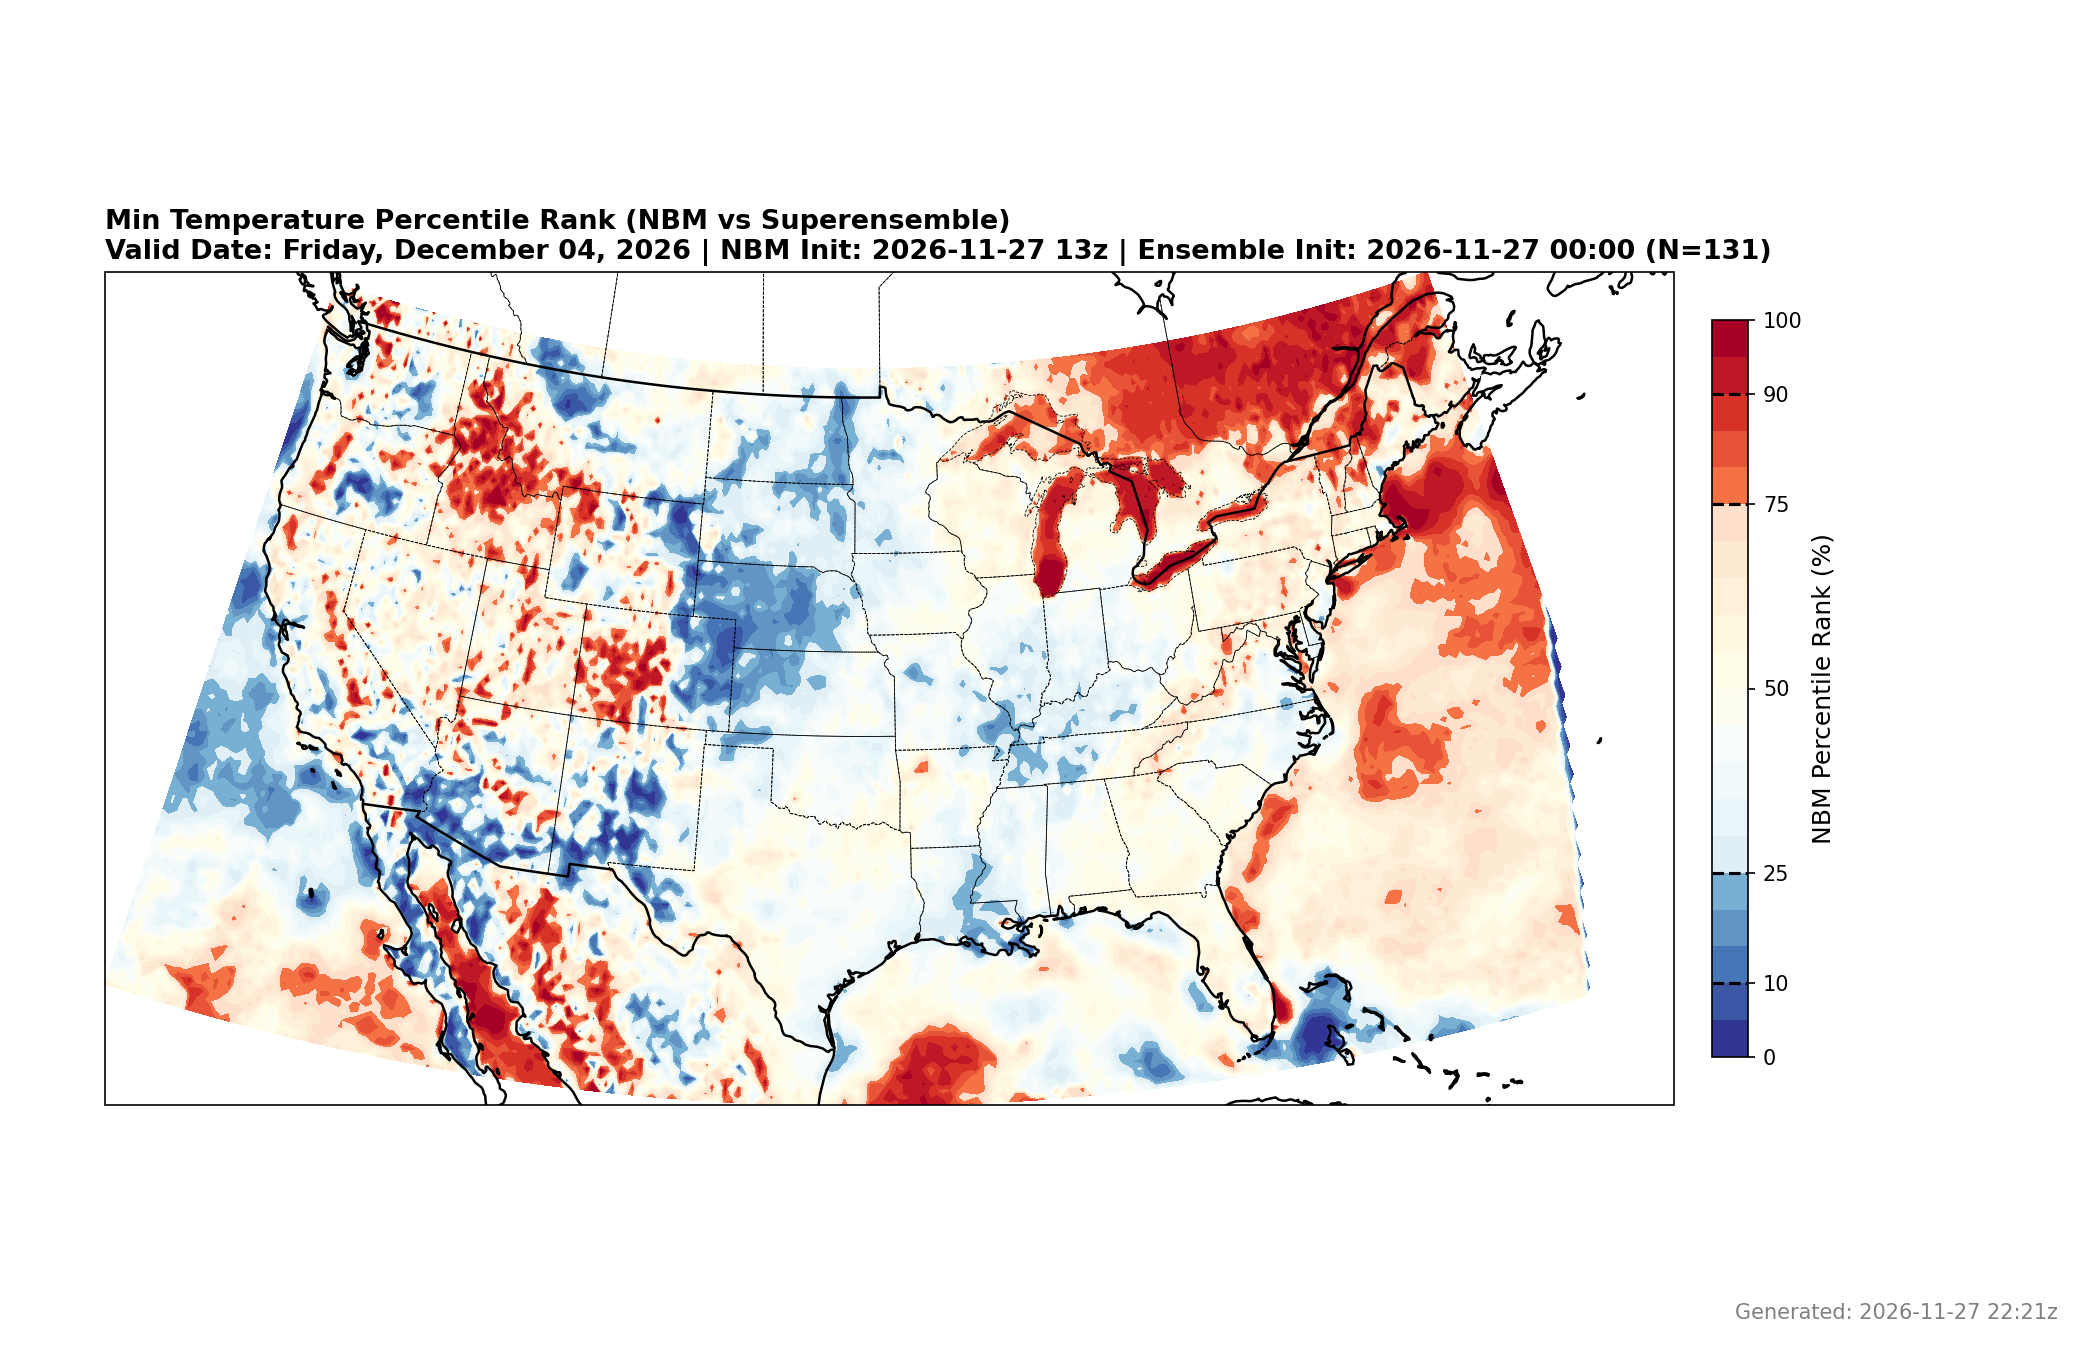 Min Temperature Percentile Rank (NBM vs Superensemble)
Valid Date: Friday, December 04, 2026 | NBM Init: 2026-11-27 13z | Ensemble Init: 2026-11-27 00:00 (N=131)
100
90
75
50
25
10
0
NBM Percentile Rank (%)
Generated: 2026-11-27 22:21z